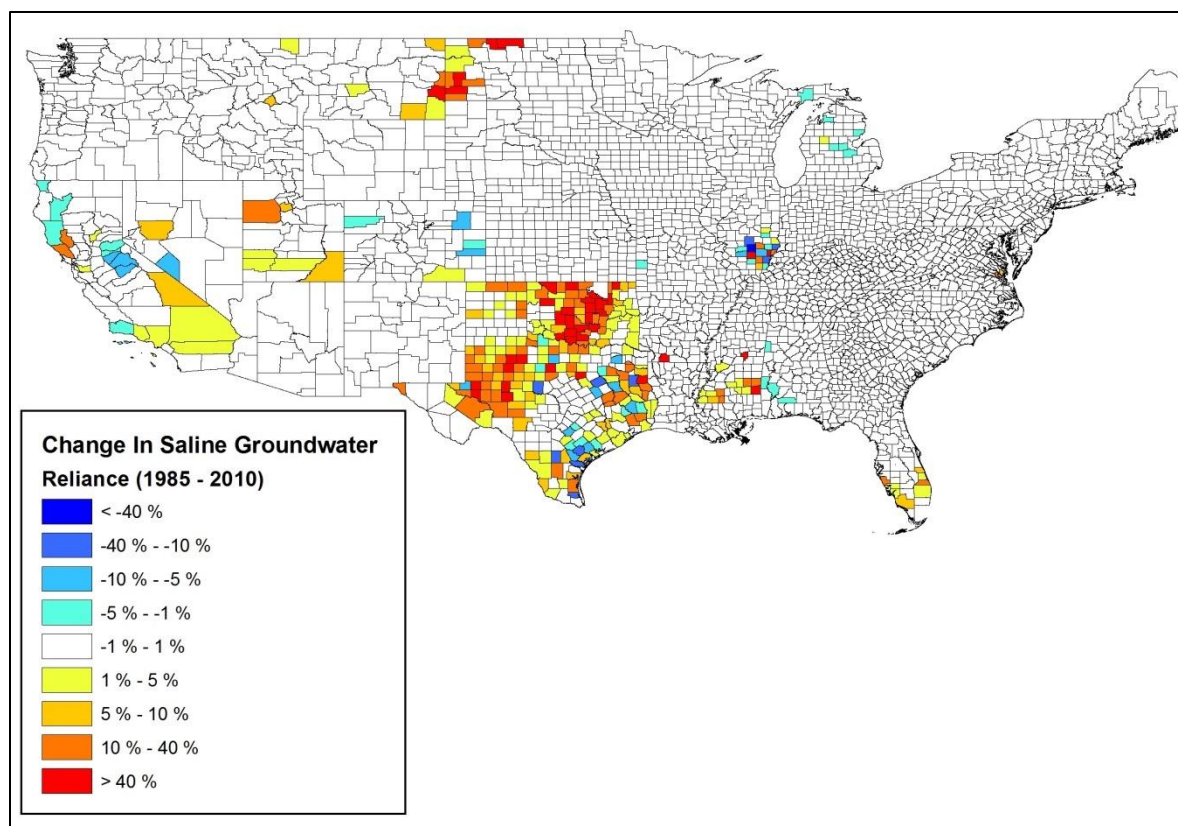 Change In Saline Groundwater
Reliance (1985 - 2010)
< -40 %
-40 % - -10 %
-10 % - -5 %
-5 % - -1 %
-1 % - 1 %
1 % - 5 %
5 % - 10 %
10 % - 40 %
> 40 %